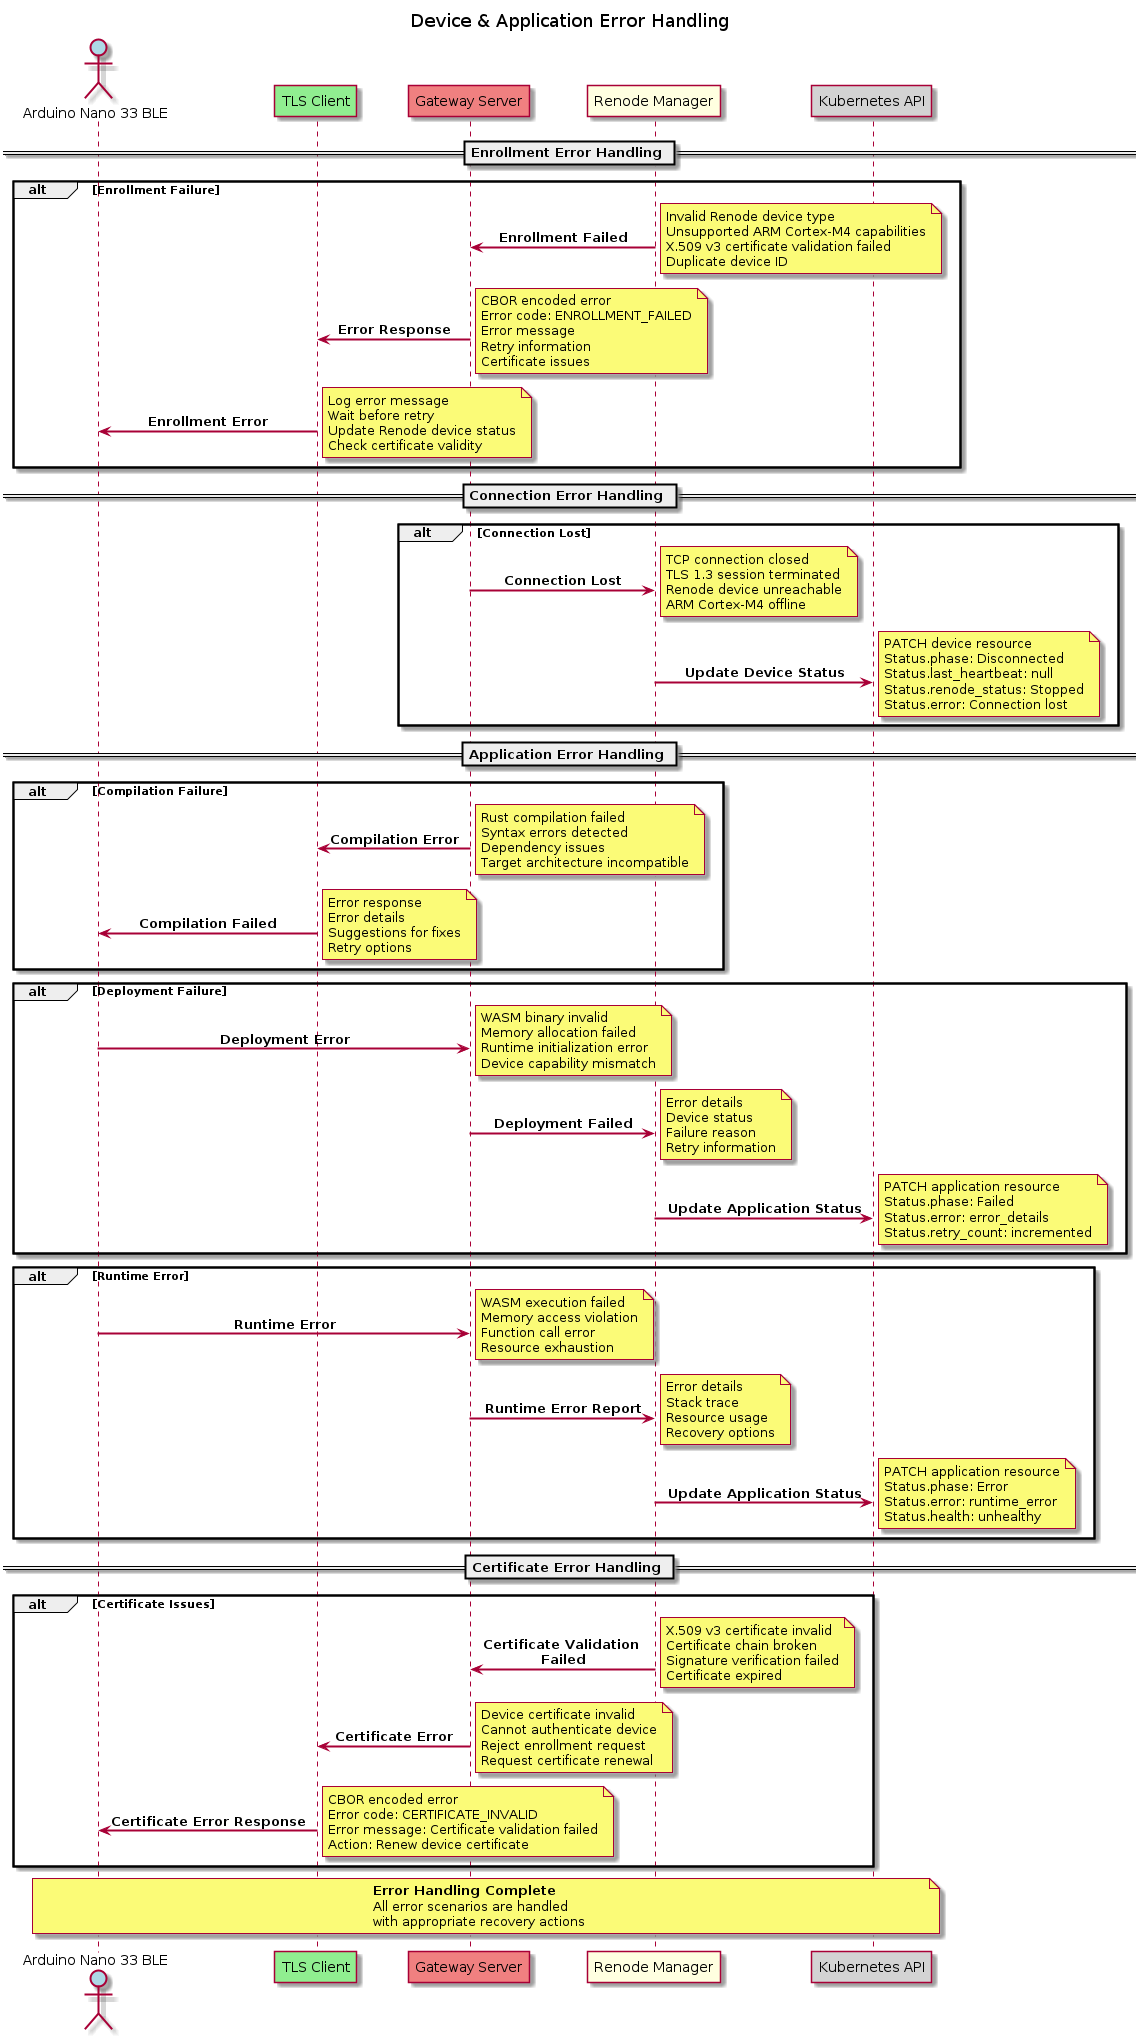 Device & Application Error Handling
Arduino Nano 33 BLE
TLS Client
Gateway Server
Renode Manager
Kubernetes API
Enrollment Error Handling
alt
[Enrollment Failure]
Enrollment Failed
Invalid Renode device type
Unsupported ARM Cortex-M4 capabilities
X.509 v3 certificate validation failed
Duplicate device ID
Error Response
CBOR encoded error
Error code: ENROLLMENT_FAILED
Error message
Retry information
Certificate issues
Enrollment Error
Log error message
Wait before retry
Update Renode device status
Check certificate validity
Connection Error Handling
alt
[Connection Lost]
Connection Lost
TCP connection closed
TLS 1.3 session terminated
Renode device unreachable
ARM Cortex-M4 offline
Update Device Status
PATCH device resource
Status.phase: Disconnected
Status.last_heartbeat: null
Status.renode_status: Stopped
Status.error: Connection lost
Application Error Handling
alt
[Compilation Failure]
Compilation Error
Rust compilation failed
Syntax errors detected
Dependency issues
Target architecture incompatible
Compilation Failed
Error response
Error details
Suggestions for fixes
Retry options
alt
[Deployment Failure]
Deployment Error
WASM binary invalid
Memory allocation failed
Runtime initialization error
Device capability mismatch
Deployment Failed
Error details
Device status
Failure reason
Retry information
Update Application Status
PATCH application resource
Status.phase: Failed
Status.error: error_details
Status.retry_count: incremented
alt
[Runtime Error]
Runtime Error
WASM execution failed
Memory access violation
Function call error
Resource exhaustion
Runtime Error Report
Error details
Stack trace
Resource usage
Recovery options
Update Application Status
PATCH application resource
Status.phase: Error
Status.error: runtime_error
Status.health: unhealthy
Certificate Error Handling
alt
[Certificate Issues]
Certificate Validation
Failed
X.509 v3 certificate invalid
Certificate chain broken
Signature verification failed
Certificate expired
Certificate Error
Device certificate invalid
Cannot authenticate device
Reject enrollment request
Request certificate renewal
Certificate Error Response
CBOR encoded error
Error code: CERTIFICATE_INVALID
Error message: Certificate validation failed
Action: Renew device certificate
Error Handling Complete
All error scenarios are handled
with appropriate recovery actions
Arduino Nano 33 BLE
TLS Client
Gateway Server
Renode Manager
Kubernetes API